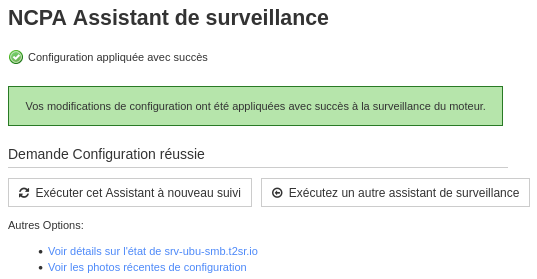 NCPA Assistant de surveillance
Configuration appliquée avec succès
Vos modifications de configuration ont été appliquées avec succès à la surveillance du moteur.
Demande Configuration réussie
Exécuter cet Assistant à nouveau suivi
Exécutez un autre assistant de surveillance
Autres Options:
Voir détails sur l'état de srv-ubu-smb.t2sr.io
Voir les photos récentes de configuration